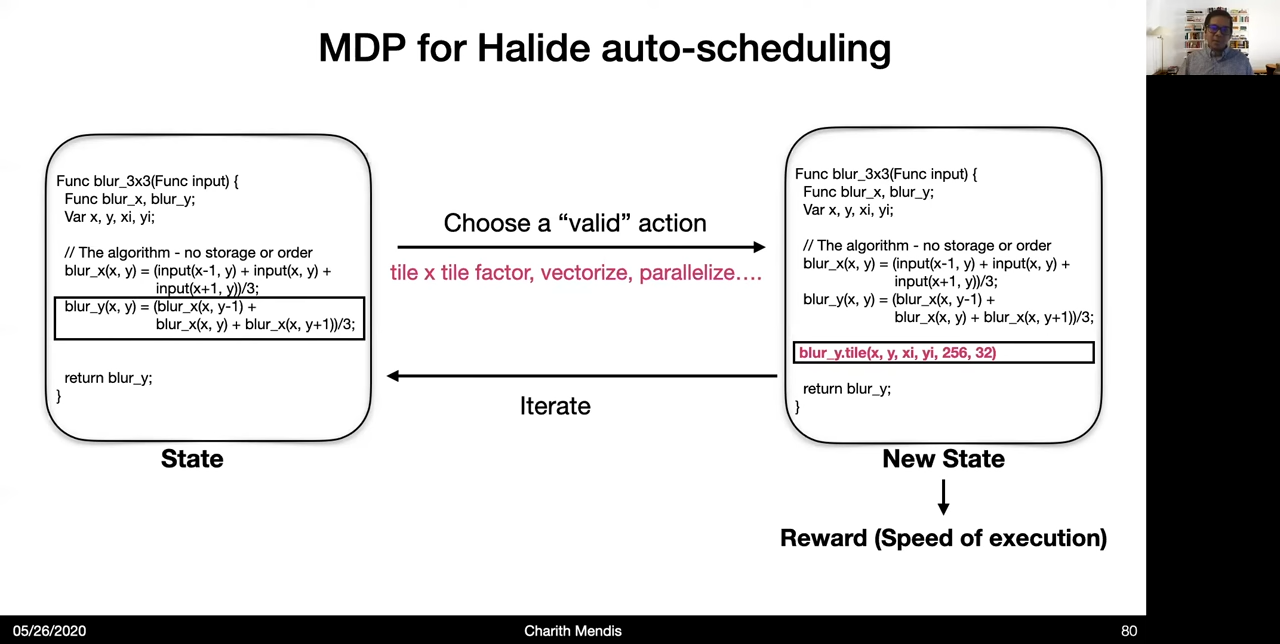 MDP for Halide auto-scheduling
Func blur_3x3(Func input) {
Func blur_x, blur_y;
Var x, y, xi, yi;
// The algorithm - no storage or order
blur_x(x, y) = (input(x-1, y) + input(x, y) +
input(x+1, y))/3;
blur_y(x, y) = (blur_x(x, y-1) +
blur_x(x, y) + blur_x(x, y+1))/3;
return blur_y;
}
State
Choose a “valid” action
tile x tile factor, vectorize, parallelize….
Iterate
Func blur_3x3(Func input) {
Func blur_x, blur_y;
Var x, y, xi, yi;
// The algorithm - no storage or order
blur_x(x, y) = (input(x-1, y) + input(x, y) +
input(x+1, y))/3;
blur_y(x, y) = (blur_x(x, y-1) +
blur_x(x, y) + blur_x(x, y+1))/3;
blur_y.tile(x, y, xi, yi, 256, 32)
return blur_y;
}
New State
Reward (Speed of execution)
05/26/2020
Charith Mendis
80